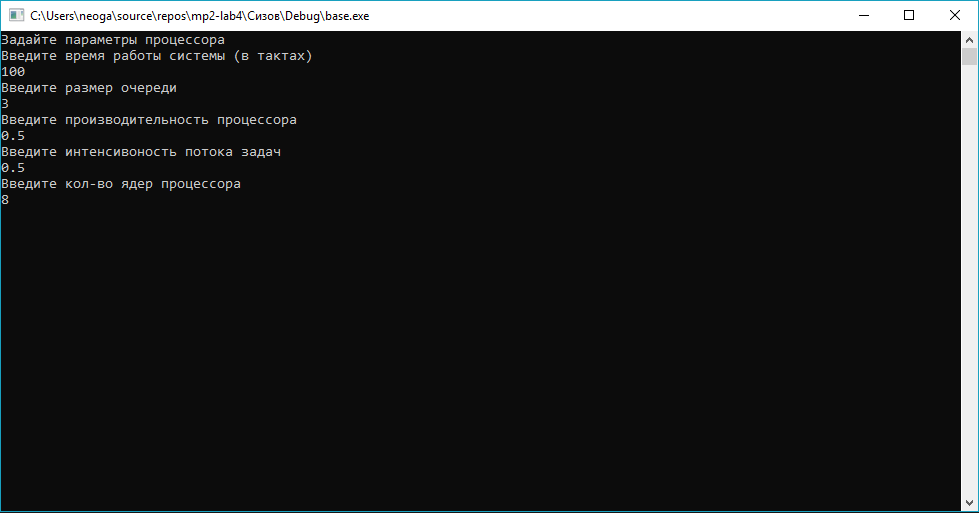 C:\Users\neoga\source\repos\mp2-lab4\Сизов\Debug\base.exe
Задайте параметры процессора
Введите время работы системы (в тактах)
100
Введите размер очереди
3
Введите производительность процессора
0.5
Введите интенсивоность потока задач
0.5
Введите кол-во ядер процессора
8